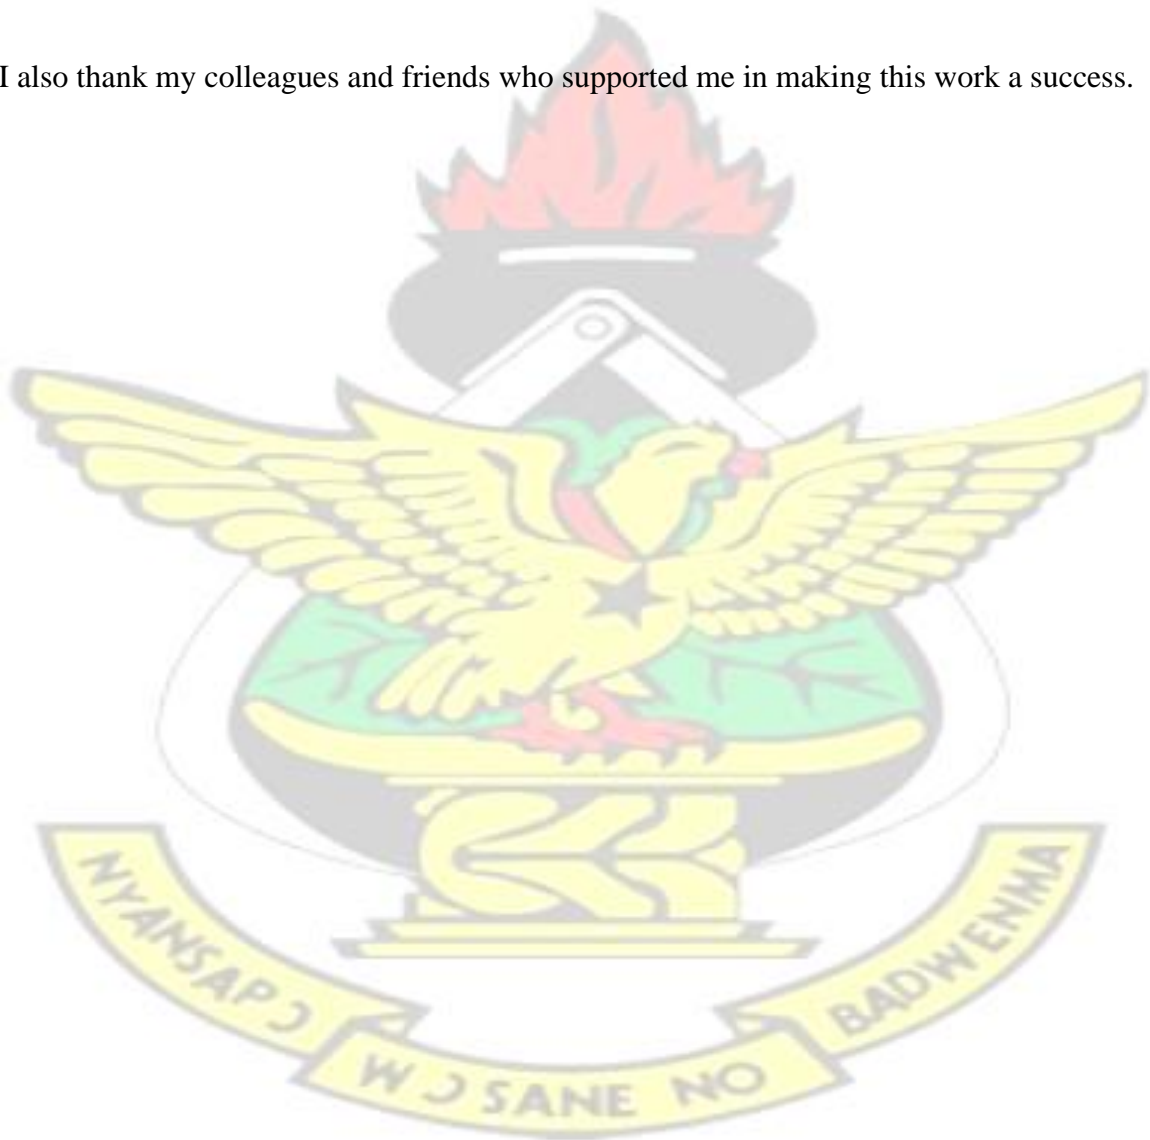 I also thank my colleagues and friends who supported me in making this work a success.
NYANSAPƆ
WƆSANE NO
BADWENMA